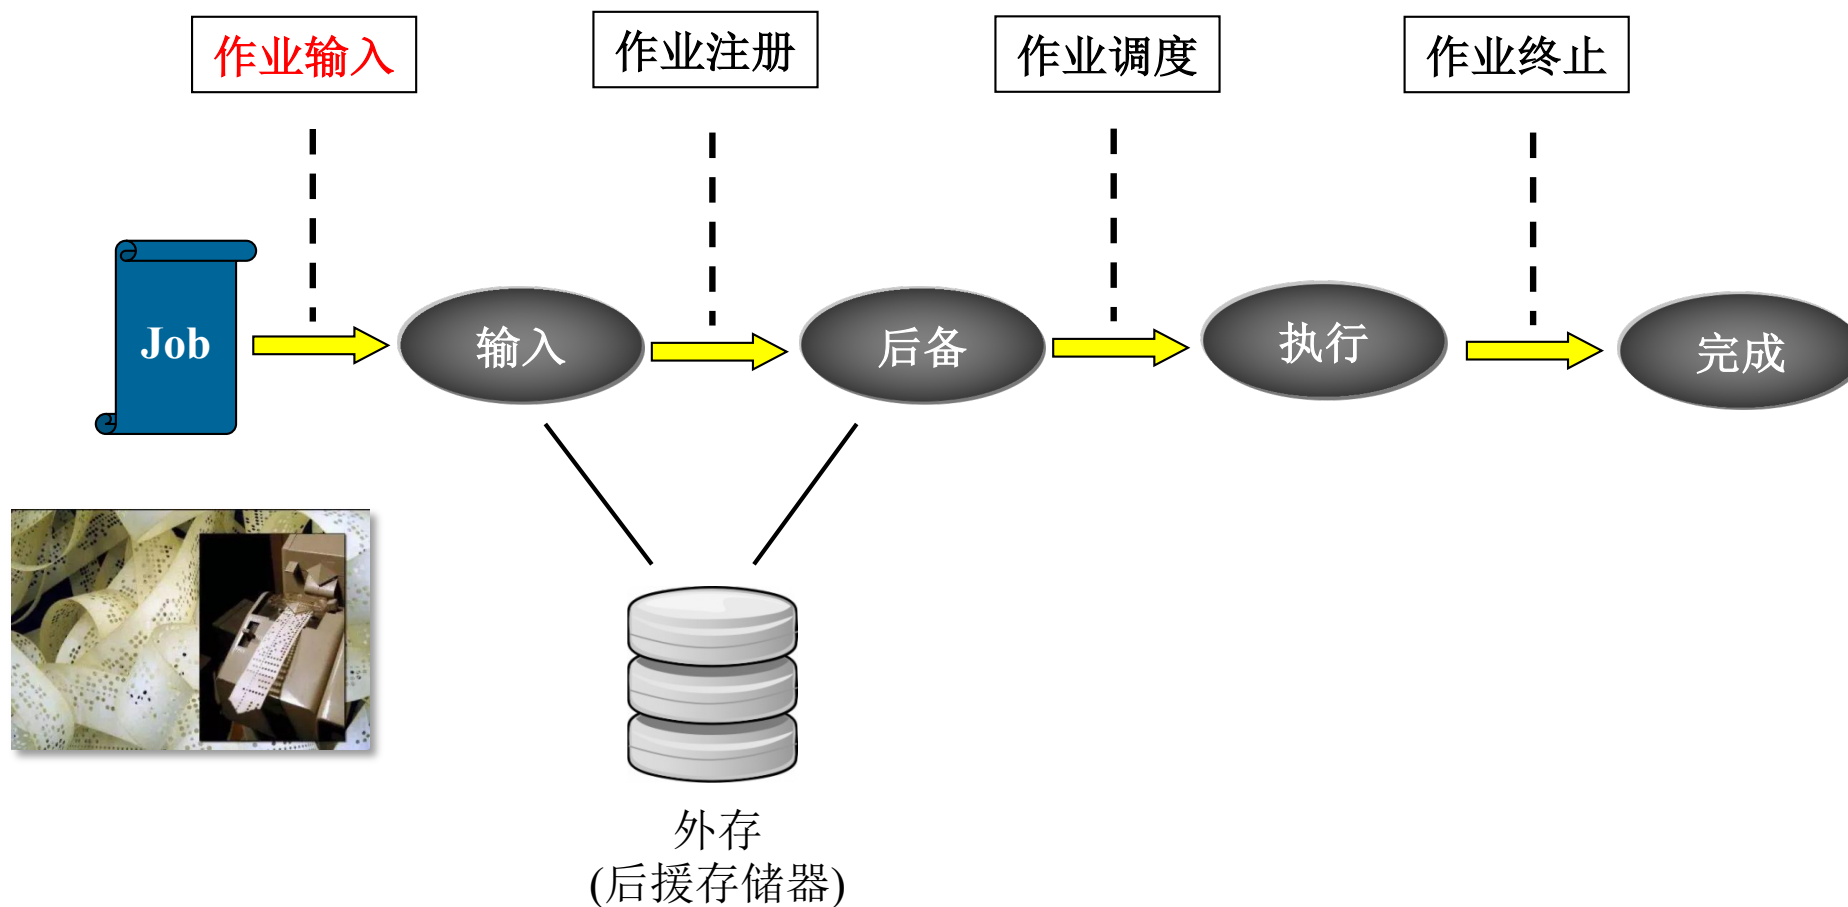 作业输入
作业注册
作业调度
作业终止
Job
输入
后备
执行
完成
外存
(后援存储器)